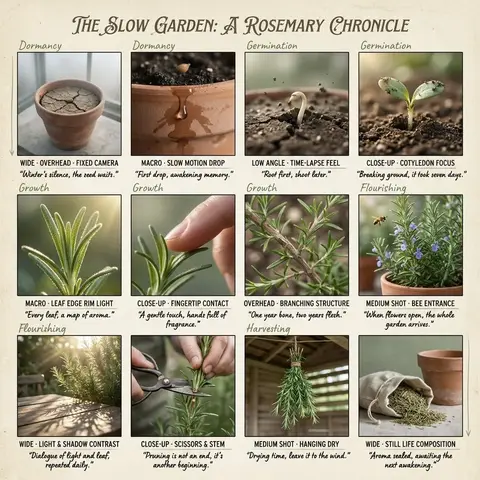 THE SLOW GARDEN: A ROSEMARY CHRONICLE
Dormancy
WIDE · OVERHEAD · FIXED CAMERA
"Winter's silence, the seed waits."
Dormancy
MACRO · SLOW MOTION DROP
"First drop, awakening memory."
Germination
LOW ANGLE · TIME-LAPSE FEEL
"Root first, shoot later."
Germination
CLOSE-UP · COTYLEDON FOCUS
"Breaking ground, it took seven days."
Growth
MACRO · LEAF EDGE RIM LIGHT
"Every leaf, a map of aroma."
Growth
CLOSE-UP · FINGERTIP CONTACT
"A gentle touch, hands full of
fragrance."
Growth
OVERHEAD · BRANCHING STRUCTURE
"One year bone, two years flesh."
Flourishing
MEDIUM SHOT · BEE ENTRANCE
"When flowers open, the whole
garden arrives."
Flourishing
WIDE · LIGHT & SHADOW CONTRAST
"Dialogue of light and leaf,
repeated daily."
CLOSE-UP · SCISSORS & STEM
"Pruning is not an end, it's
another beginning."
Harvesting
MEDIUM SHOT · HANGING DRY
"Drying time, leave it to the wind."
WIDE · STILL LIFE COMPOSITION
"Aroma sealed, awaiting the
next awakening."